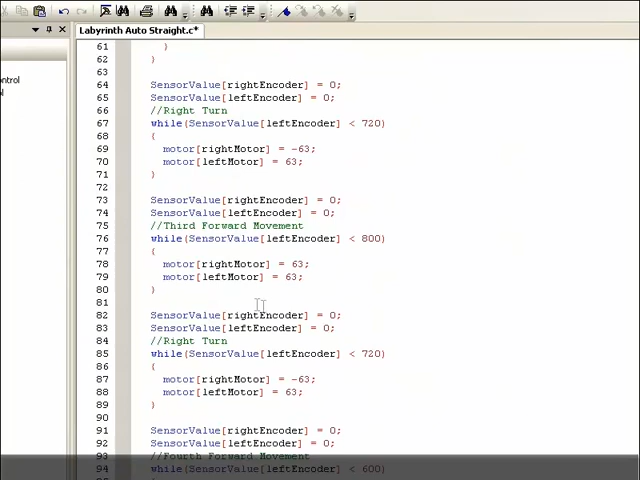 Labyrinth Auto Straight.c*
ntrol
61 }
62 }
63
64 SensorValue[rightEncoder] = 0;
65 SensorValue[leftEncoder] = 0;
66 //Right Turn
67 while(SensorValue[leftEncoder] < 720)
68 {
69 motor[rightMotor] = -63;
70 motor[leftMotor] = 63;
71 }
72
73 SensorValue[rightEncoder] = 0;
74 SensorValue[leftEncoder] = 0;
75 //Third Forward Movement
76 while(SensorValue[leftEncoder] < 800)
77 {
78 motor[rightMotor] = 63;
79 motor[leftMotor] = 63;
80 }
81
82 SensorValue[rightEncoder] = 0;
83 SensorValue[leftEncoder] = 0;
84 //Right Turn
85 while(SensorValue[leftEncoder] < 720)
86 {
87 motor[rightMotor] = -63;
88 motor[leftMotor] = 63;
89 }
90
91 SensorValue[rightEncoder] = 0;
92 SensorValue[leftEncoder] = 0;
93 //Fourth Forward Movement
94 while(SensorValue[leftEncoder] < 600)